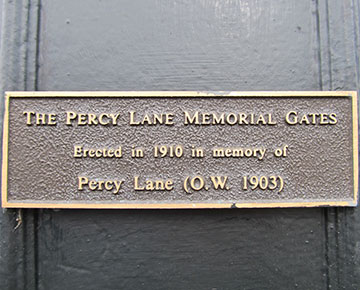 The Percy Lane Memorial Gates
Erected in 1910 in memory of
Percy Lane (O.W. 1903)